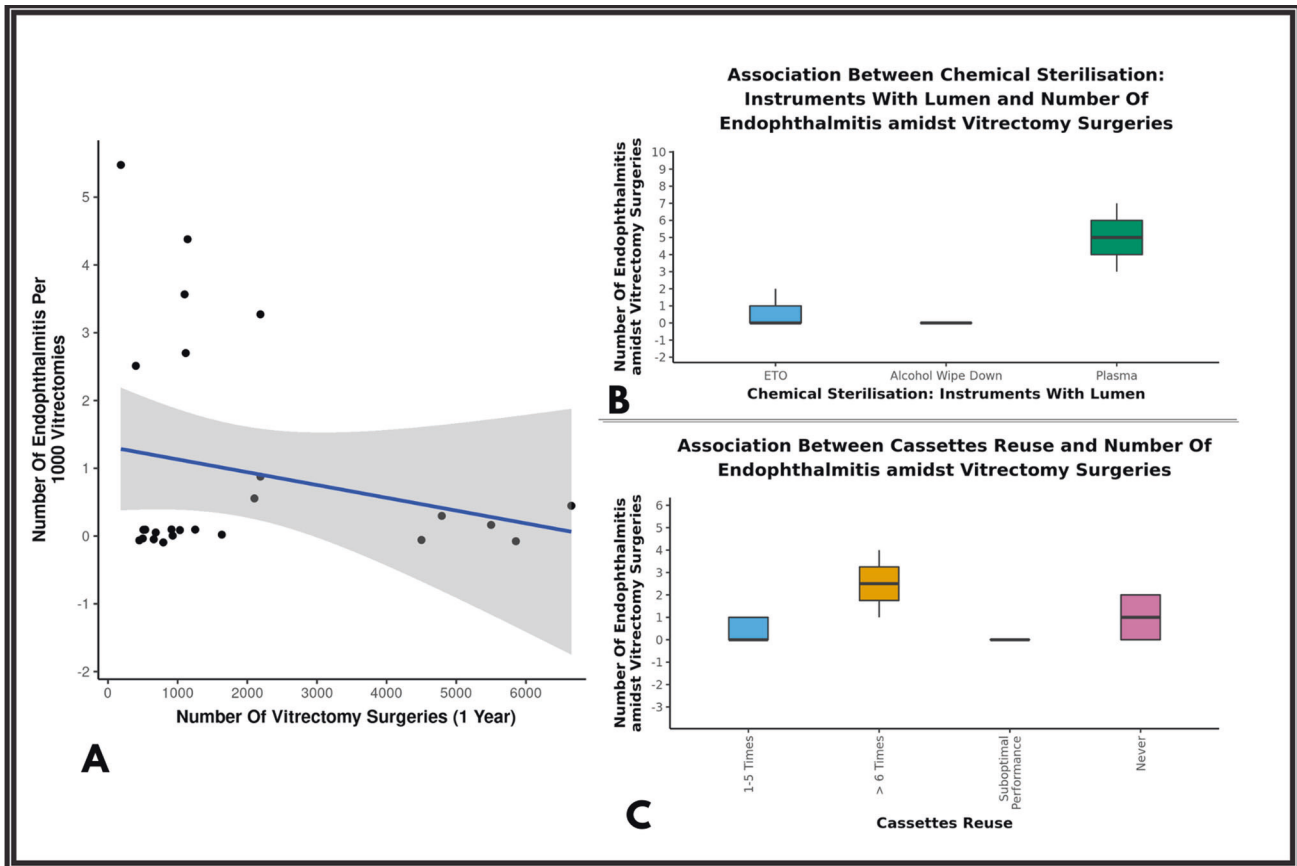 5
4
3
2
1
0
-1
-2
Number Of Endophthalmitis Per
1000 Vitrectomies
0 1000 2000 3000 4000 5000 6000
Number Of Vitrectomy Surgeries (1 Year)
A
Association Between Chemical Sterilisation:
Instruments With Lumen and Number Of
Endophthalmitis amidst Vitrectomy Surgeries
Number Of Endophthalmitis
amidst Vitrectomy Surgeries
10
9
8
7
6
5
4
3
2
1
0
-1
-2
ETO Alcohol Wipe Down Plasma
Chemical Sterilisation: Instruments With Lumen
B
Association Between Cassettes Reuse and Number Of
Endophthalmitis amidst Vitrectomy Surgeries
Number Of Endophthalmitis
amidst Vitrectomy Surgeries
6
5
4
3
2
1
0
-1
-2
-3
1-5 Times
> 6 Times
Suboptimal
Performance
Never
Cassettes Reuse
C